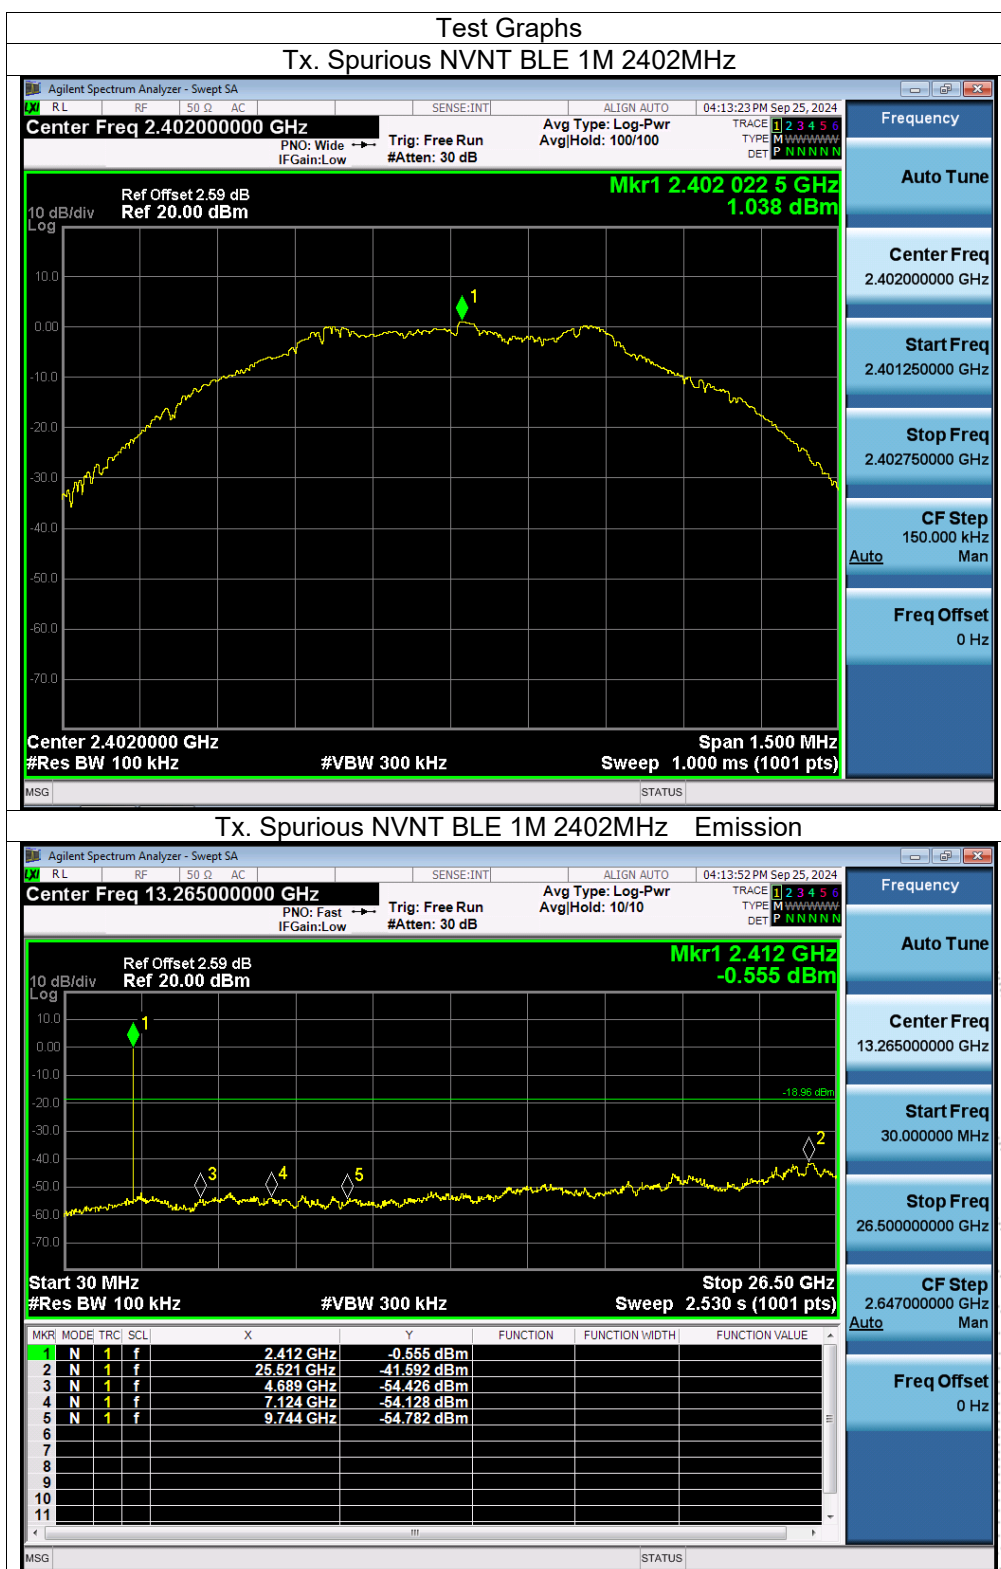 Test Graphs
Tx. Spurious NVNT BLE 1M 2402MHz
Agilent Spectrum Analyzer - Swept SA
LXI RL RF 50 Ω AC SENSE:INT ALIGN AUTO 04:13:23 PM Sep 25, 2024
Center Freq 2.402000000 GHz
PNO: Wide
IFGain:Low
Trig: Free Run
#Atten: 30 dB
Avg Type: Log-Pwr
Avg|Hold: 100/100
TRACE 1 2 3 4 5 6
TYPE M W W W W W
DET P N N N N N
Ref Offset 2.59 dB
10 dB/div Ref 20.00 dBm
Log
Mkr1 2.402 022 5 GHz
1.038 dBm
10.0
0.00
-10.0
-20.0
-30.0
-40.0
-50.0
-60.0
-70.0
1
Center 2.4020000 GHz Span 1.500 MHz
#Res BW 100 kHz #VBW 300 kHz Sweep 1.000 ms (1001 pts)
MSG STATUS
Frequency
Auto Tune
Center Freq
2.402000000 GHz
Start Freq
2.401250000 GHz
Stop Freq
2.402750000 GHz
CF Step
150.000 kHz
Auto Man
Freq Offset
0 Hz
Tx. Spurious NVNT BLE 1M 2402MHz Emission
Agilent Spectrum Analyzer - Swept SA
LXI RL RF 50 Ω AC SENSE:INT ALIGN AUTO 04:13:52 PM Sep 25, 2024
Center Freq 13.265000000 GHz
PNO: Fast
IFGain:Low
Trig: Free Run
#Atten: 30 dB
Avg Type: Log-Pwr
Avg|Hold: 10/10
TRACE 1 2 3 4 5 6
TYPE M W W W W W
DET P N N N N N
Ref Offset 2.59 dB
10 dB/div Ref 20.00 dBm
Log
Mkr1 2.412 GHz
-0.555 dBm
10.0
0.00
-10.0
-20.0
-30.0
-40.0
-50.0
-60.0
-70.0
-18.96 dBm
1
2
3
4
5
Start 30 MHz Stop 26.50 GHz
#Res BW 100 kHz #VBW 300 kHz Sweep 2.530 s (1001 pts)
MKR MODE TRC SCL X Y FUNCTION FUNCTION WIDTH FUNCTION VALUE
1 N 1 f 2.412 GHz -0.555 dBm
2 N 1 f 25.521 GHz -41.592 dBm
3 N 1 f 4.689 GHz -54.426 dBm
4 N 1 f 7.124 GHz -54.128 dBm
5 N 1 f 9.744 GHz -54.782 dBm
6
7
8
9
10
11
MSG STATUS
Frequency
Auto Tune
Center Freq
13.265000000 GHz
Start Freq
30.000000 MHz
Stop Freq
26.500000000 GHz
CF Step
2.647000000 GHz
Auto Man
Freq Offset
0 Hz